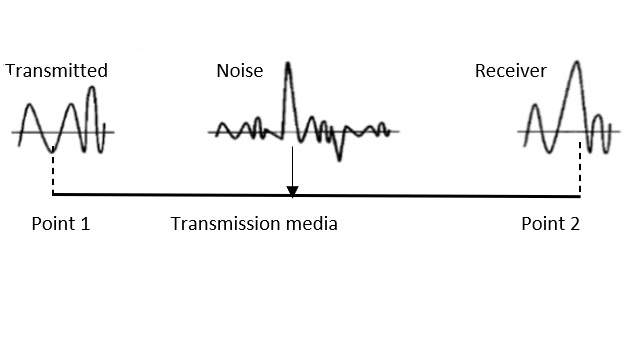 Transmitted
Noise
Receiver
Point 1
Transmission media
Point 2